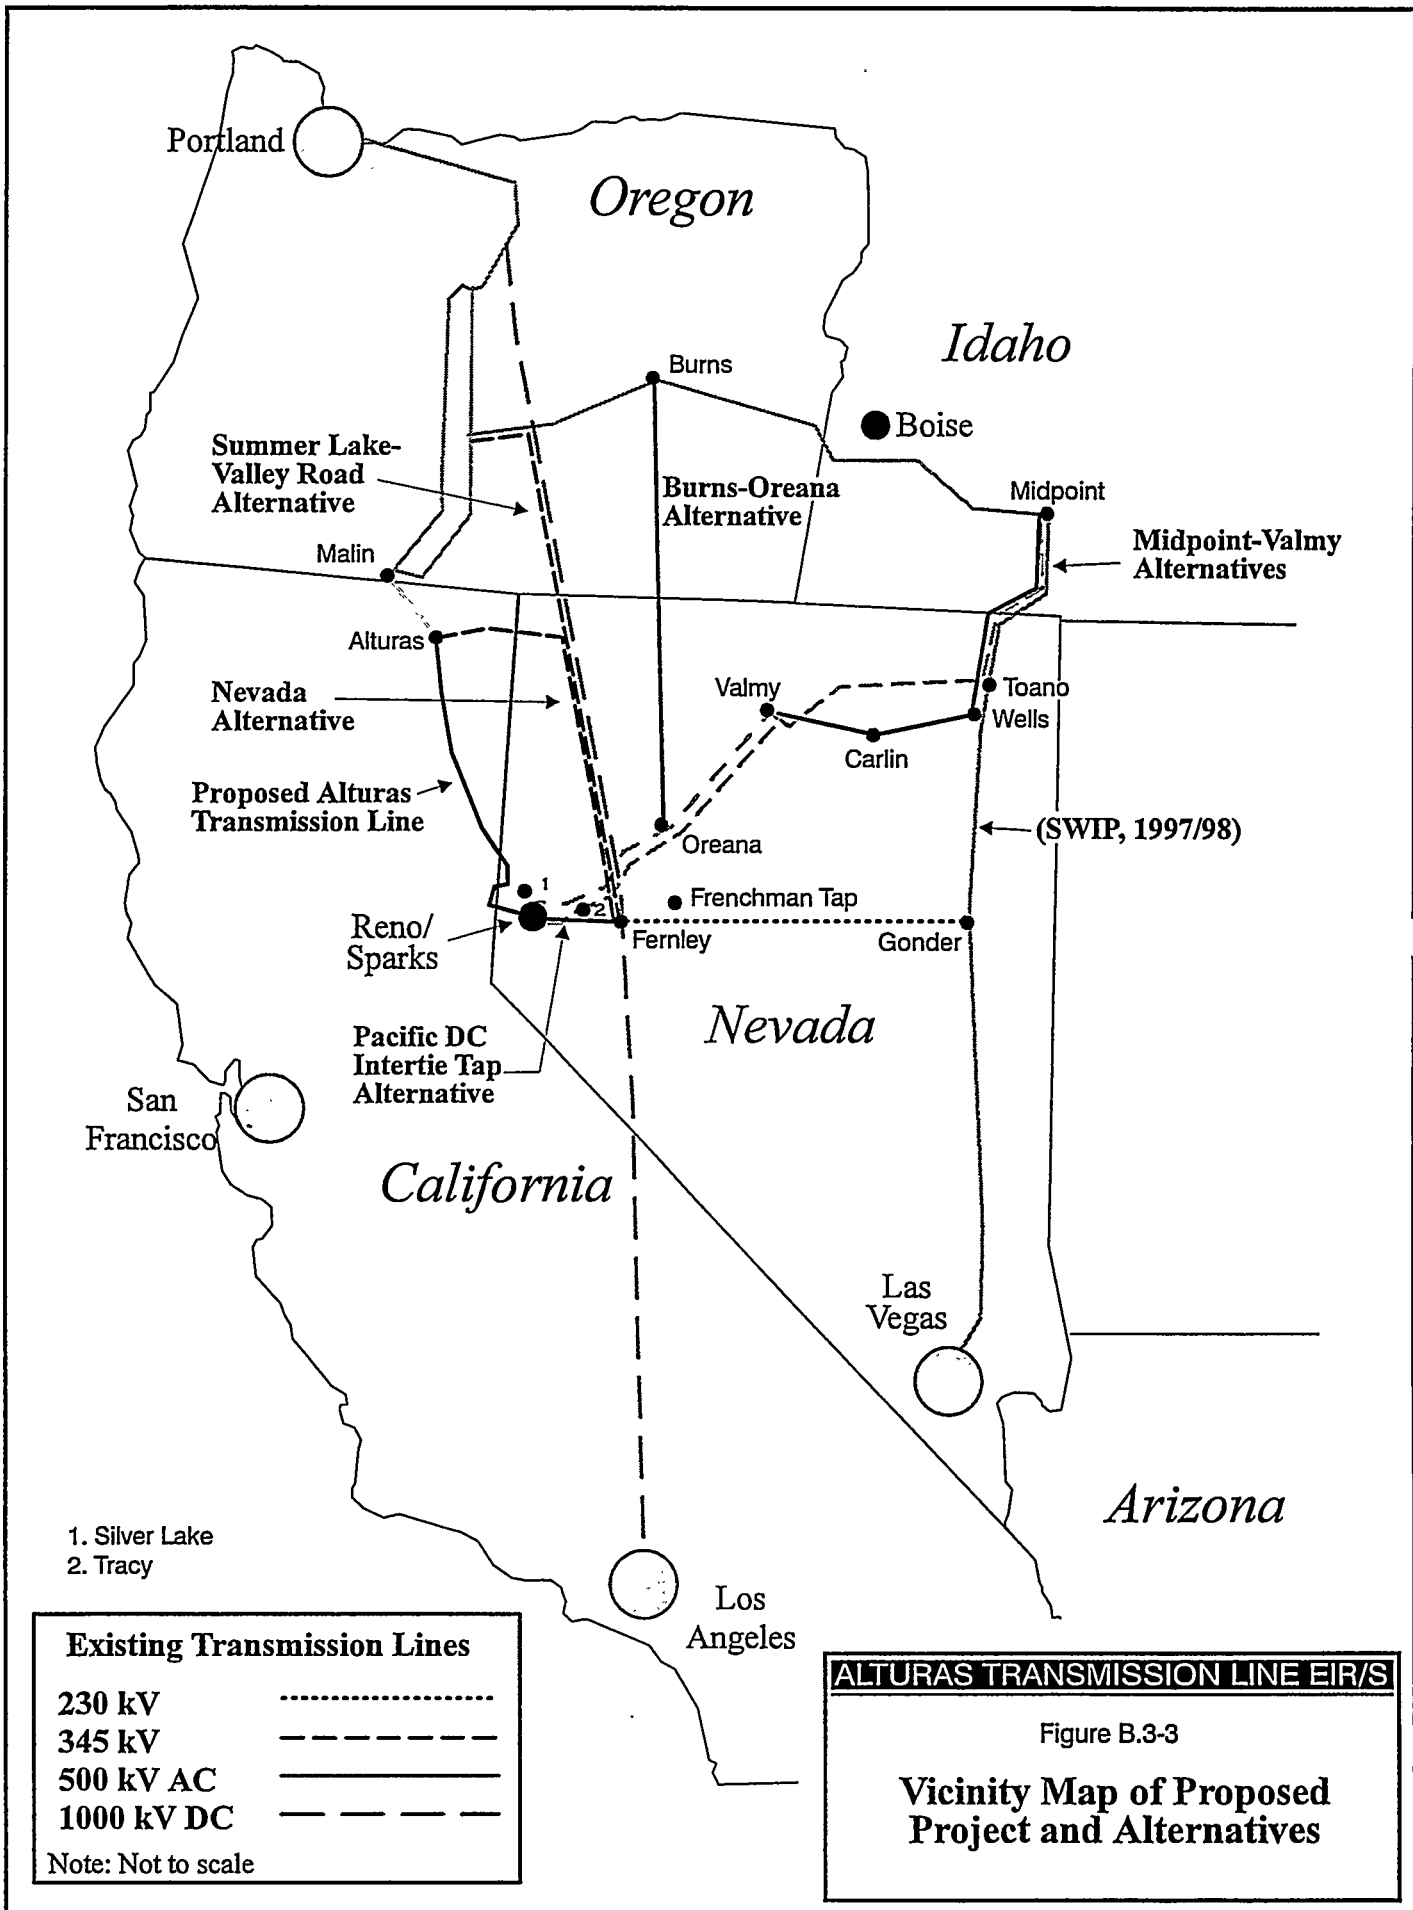 Portland
Oregon
Idaho
Burns
Boise
Summer Lake-
Valley Road
Alternative
Burns-Oreana
Alternative
Midpoint
Midpoint-Valmy
Alternatives
Malin
Alturas
Nevada
Alternative
Valmy
Toano
Wells
Carlin
Proposed Alturas
Transmission Line
(SWIP, 1997/98)
Oreana
1
2
Frenchman Tap
Reno/
Sparks
Fernley
Gonder
Nevada
Pacific DC
Intertie Tap
Alternative
San
Francisco
California
Las
Vegas
Arizona
1. Silver Lake
2. Tracy
Los
Angeles
Existing Transmission Lines
230 kV
345 kV
500 kV AC
1000 kV DC
Note: Not to scale
ALTURAS TRANSMISSION LINE EIR/S
Figure B.3-3
Vicinity Map of Proposed
Project and Alternatives